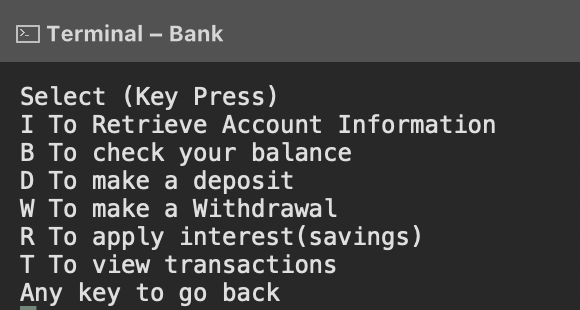 Terminal – Bank
Select (Key Press)
I To Retrieve Account Information
B To check your balance
D To make a deposit
W To make a Withdrawal
R To apply interest(savings)
T To view transactions
Any key to go back